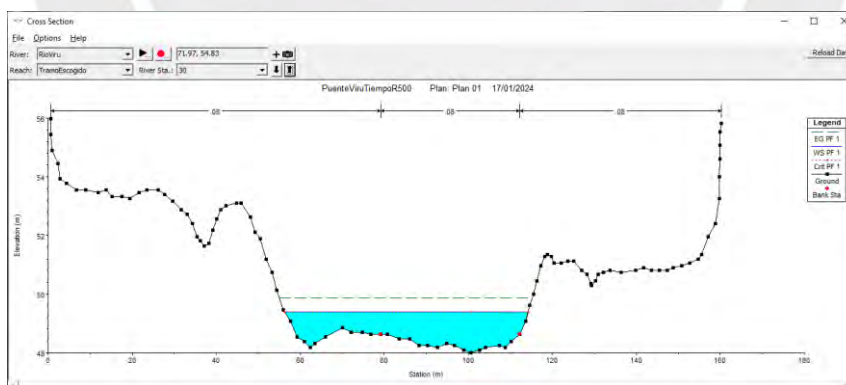 Cross Section
File Options Help
River: RioViru 71.97, 54.83 Reload Dat
Reach: TramoEscogido River Sta.: 30
PuenteViruTiempoR500 Plan: Plan 01 17/01/2024
.08 .08 .08
Legend
EG PF 1
WS PF 1
Crit PF 1
Ground
Bank Sta
56
54
52
50
48
Elevation (m)
0 20 40 60 80 100 120 140 160 180
Station (m)